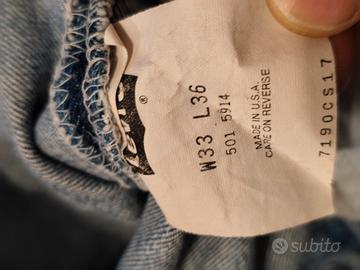 Levi's
®
W33 L36
501 5914
MADE IN U.S.A.
CARE ON REVERSE
7190CS17
subito